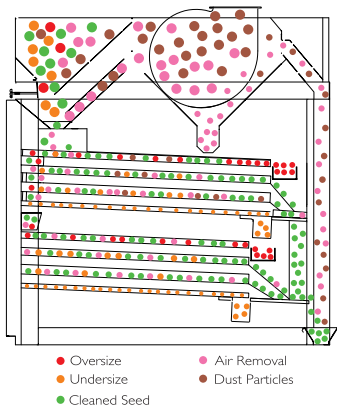 Oversize
Air Removal
Undersize
Dust Particles
Cleaned Seed